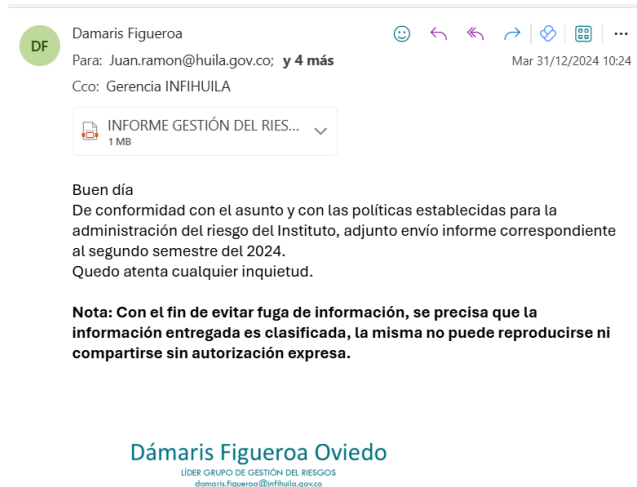 DF
Damaris Figueroa
Para: Juan.ramon@huila.gov.co; y 4 más
Mar 31/12/2024 10:24
Cco: Gerencia INFIHUILA
INFORME GESTIÓN DEL RIES...
1 MB
Buen día
De conformidad con el asunto y con las políticas establecidas para la
administración del riesgo del Instituto, adjunto envío informe correspondiente
al segundo semestre del 2024.
Quedo atenta cualquier inquietud.
Nota: Con el fin de evitar fuga de información, se precisa que la
información entregada es clasificada, la misma no puede reproducirse ni
compartirse sin autorización expresa.
Dámaris Figueroa Oviedo
LÍDER GRUPO DE GESTIÓN DEL RIESGOS
damaris.figueroa@infihuila.gov.co